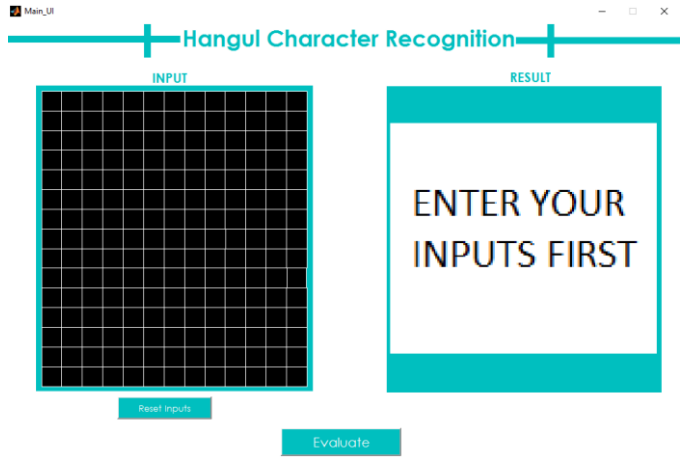 Main_UI
Hangul Character Recognition
INPUT
RESULT
ENTER YOUR
INPUTS FIRST
Reset Inputs
Evaluate